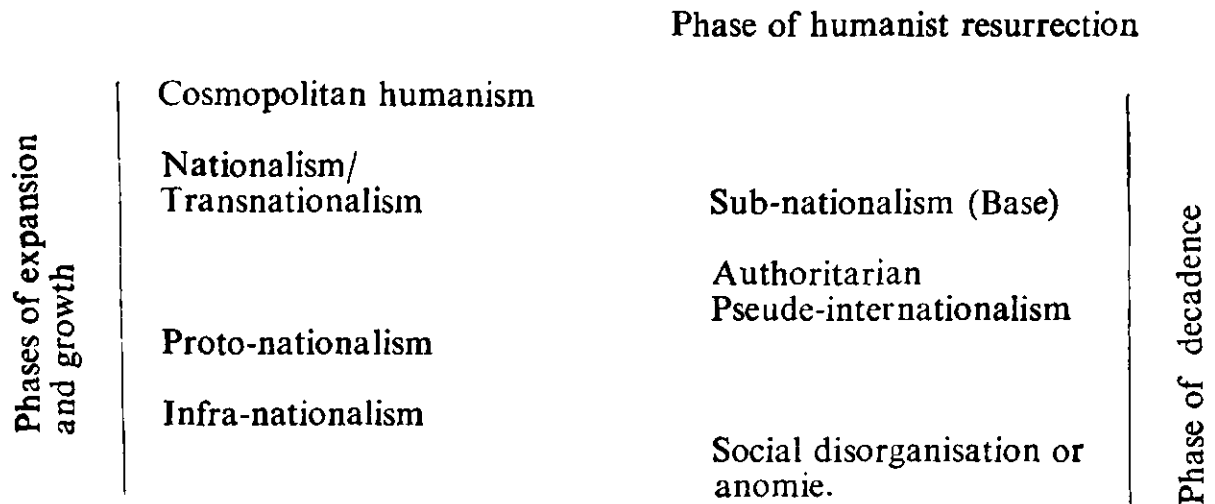 Phase of humanist resurrection
Phases of expansion
and growth
Cosmopolitan humanism
Nationalism/
Transnationalism
Proto-nationalism
Infra-nationalism
Sub-nationalism (Base)
Authoritarian
Pseude-internationalism
Social disorganisation or
anomie.
Phase of decadence